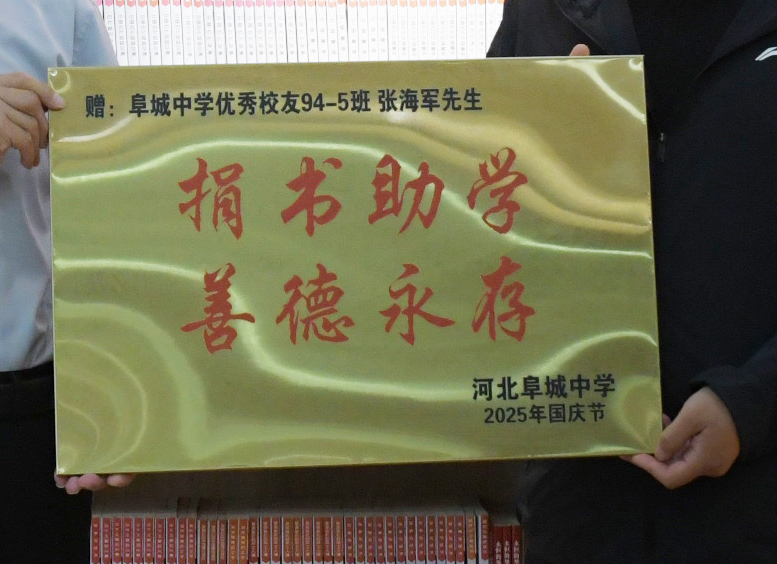 赠：阜城中学优秀校友94-5班 张海军先生
捐书助学
善德永存
河北阜城中学
2025年国庆节